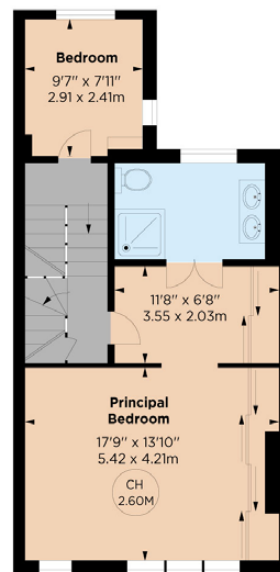 Bedroom
9'7" x 7'11"
2.91 x 2.41m
11'8" x 6'8"
3.55 x 2.03m
Principal
Bedroom
17'9" x 13'10"
5.42 x 4.21m
CH
2.60M